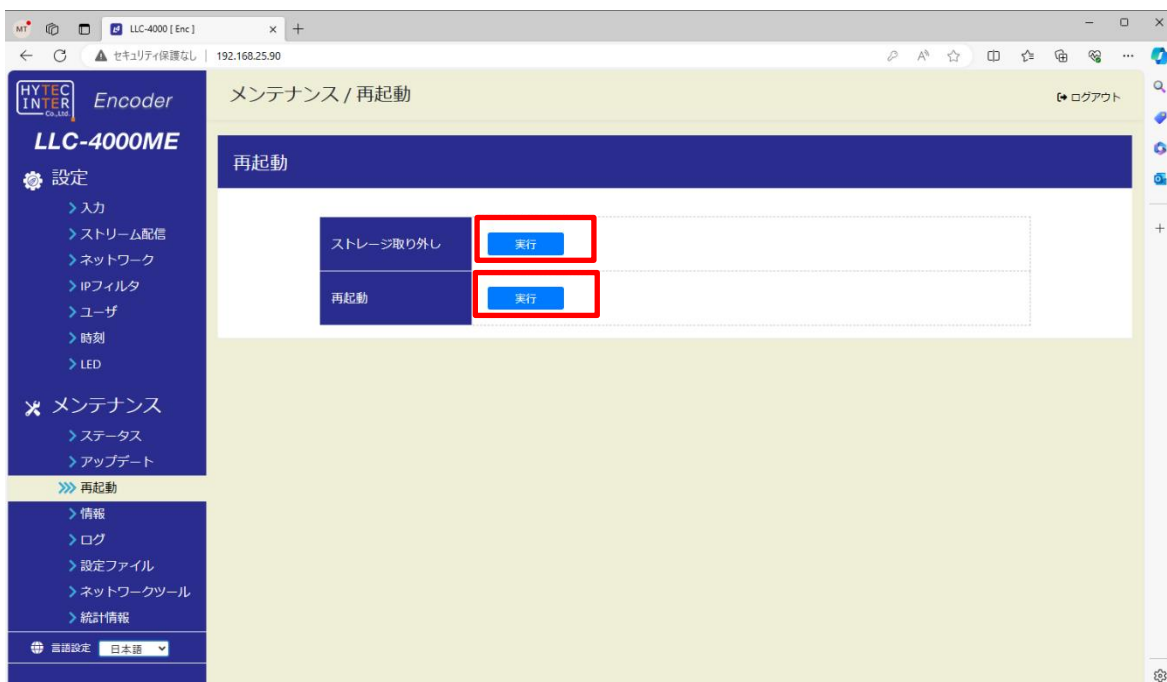 MT
LLC-4000 [ Enc ]
セキュリティ保護なし
192.168.25.90
HYTEC
INTER
Co.,Ltd.
Encoder
メンテナンス / 再起動
ログアウト
LLC-4000ME
設定
入力
ストリーム配信
ネットワーク
IPフィルタ
ユーザ
時刻
LED
メンテナンス
ステータス
アップデート
再起動
情報
ログ
設定ファイル
ネットワークツール
統計情報
言語設定 日本語
再起動
ストレージ取り外し 実行
再起動 実行